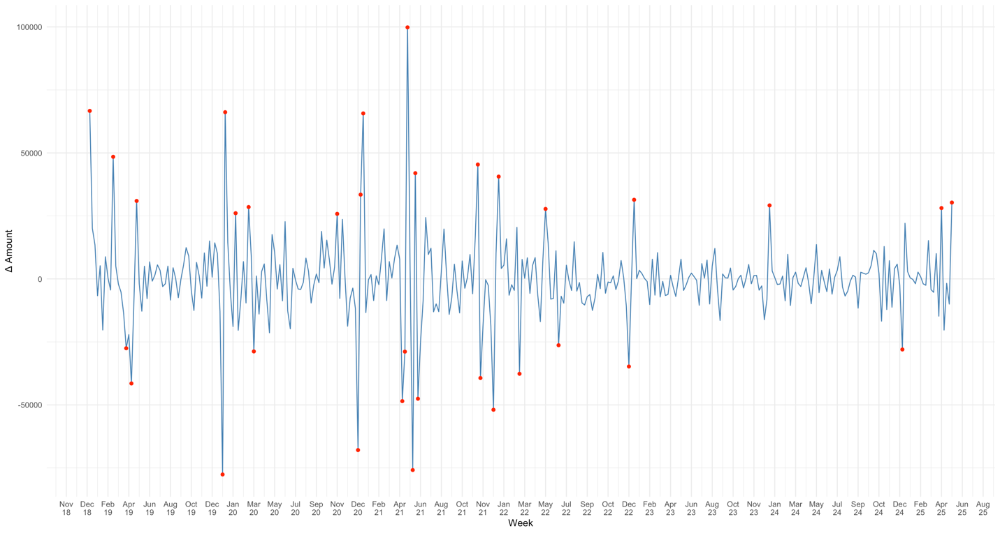 Δ Amount
100000
50000
0
-50000
Nov Dec Feb Apr Jun Aug Oct Dec Jan Mar May Jul Sep Nov Dec Feb Apr Jun Aug Oct Nov Jan Mar May Jul Sep Nov Dec Feb Apr Jun Aug Oct Nov Jan Mar May Jul Sep Oct Dec Feb Apr Jun Aug
18 18 19 19 19 19 19 19 20 20 20 20 20 20 20 21 21 21 21 21 21 22 22 22 22 22 22 22 23 23 23 23 23 23 24 24 24 24 24 24 24 25 25 25 25
Week